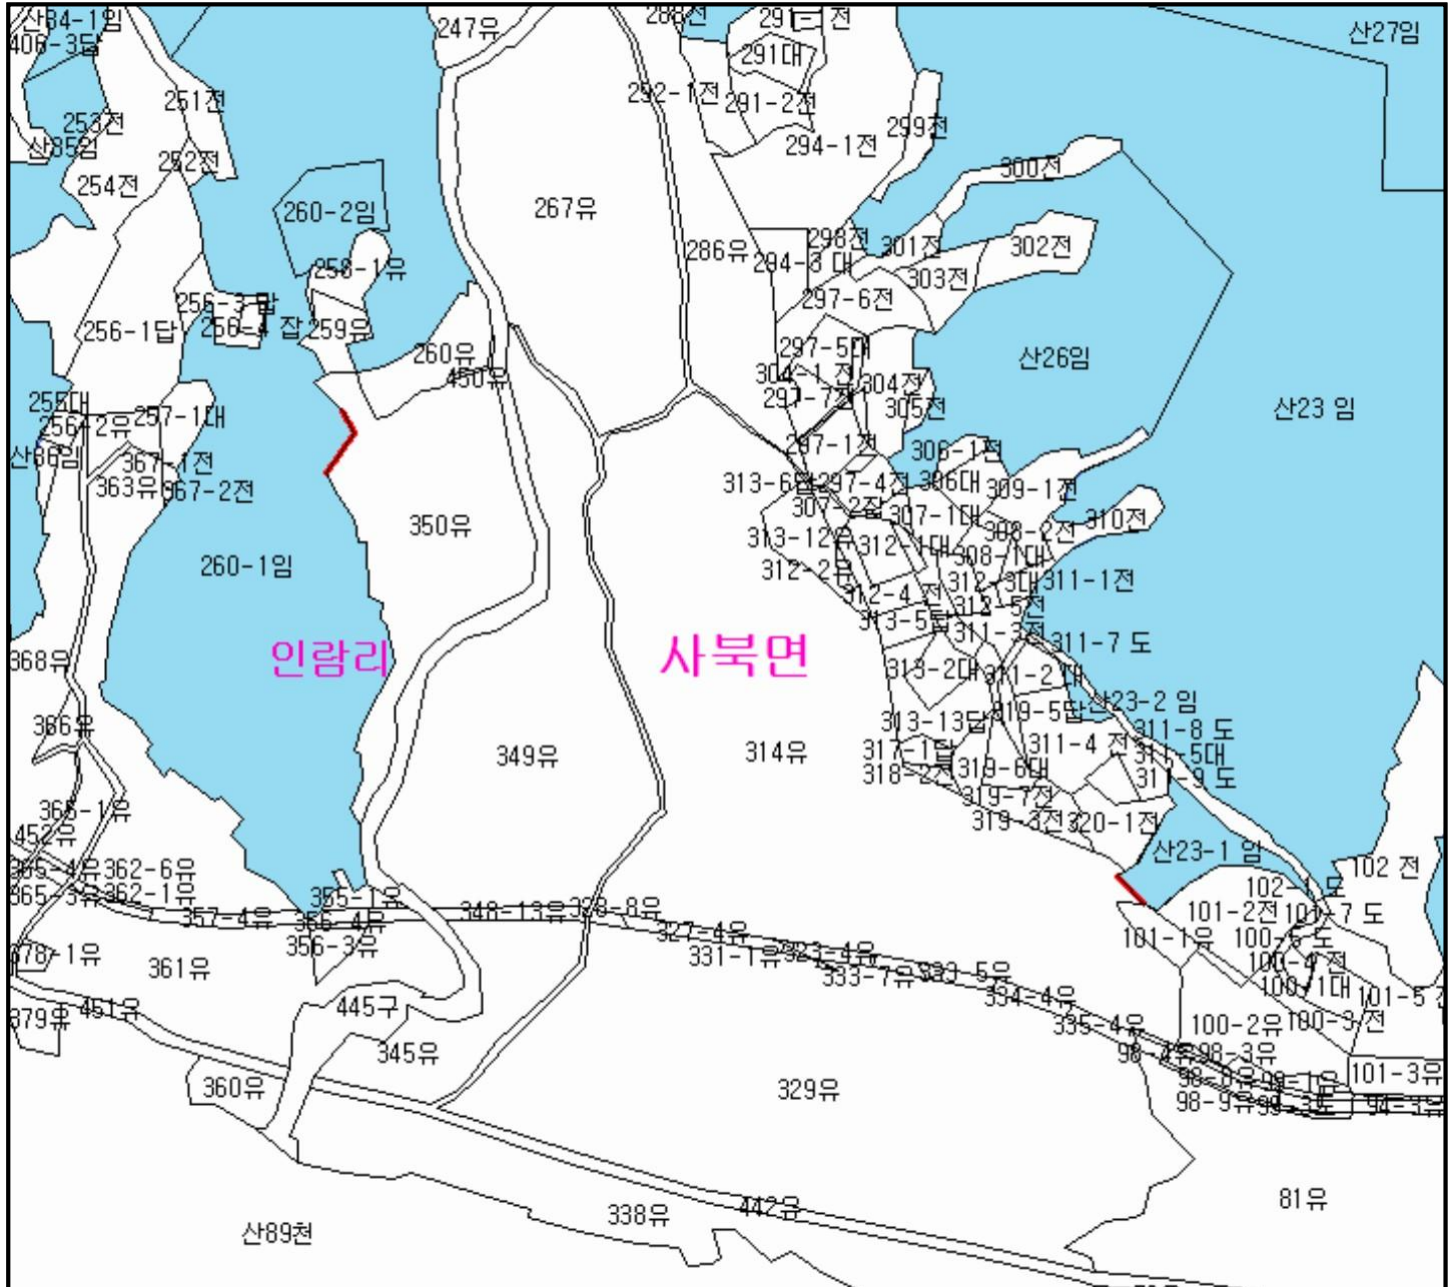 산84-1임
247유
288전
산27임
406-3답
291대
251전
292-1전
291-2전
253전
299전
산85임
252전
294-1전
254전
300전
260-2임
267유
298전
301전
302전
286유
294-3 대
258-1유
303전
256-3 답
297-6전
256-1답
256-4 잡
259유
260유
297-5대
산26임
450유
304-1 전
304전
297-7전
255대
305전
산23 임
256-2유
257-1대
297-1전
306-1전
산86임
367-1전
363유
367-2전
297-4전
306대
309-1전
307-2잡
307-1대
310전
350유
308-2전
313-12유
312-1대
308-1대
260-1임
312-2유
312-3대
311-1전
312-4 전
312-5전
313-5답
311-3전
311-7 도
인람리
사북면
368유
313-2대
311-2 대
산23-2 임
319-5답
366유
313-13답
311-8 도
349유
314유
317-1답
311-4 전
311-5대
318-2전
319-6대
311-9 도
319-7전
365-1유
319-3전
320-1전
452유
산23-1 임
365-4유
362-6유
102 전
365-3유
362-1유
355-1유
102-1 도
357-4유
356-4유
348-13유
328-8유
101-2전
101-7 도
327-4유
101-1유
100-5 도
356-3유
331-1유
323-4유
378-1유
361유
333-7유
333-5유
100-4 전
100-1대
334-4유
451유
445구
379유
335-4유
100-2유
100-3 전
345유
98-4유
98-3유
101-3유
360유
329유
98-8유
99-1유
98-9유
99-3도
94-3유
81유
442유
338유
산89천